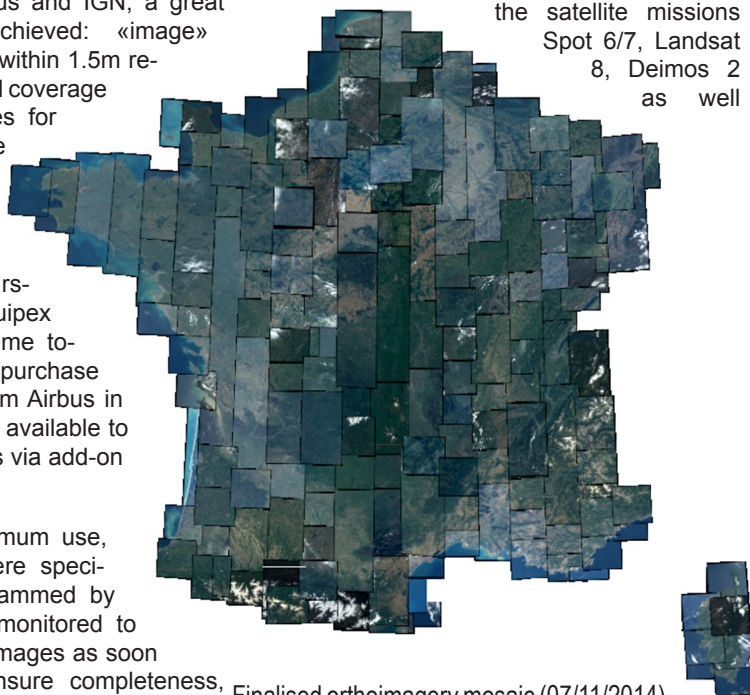 us and IGN, a great
chieved: «image»
within 1.5m re-
l coverage
es for
e
rs-
uipex
me to-
purchase
m Airbus in
available to
s via add-on
mum use,
ere speci-
ammed by
monitored to
mages as soon
nsure completeness,
the satellite missions
Spot 6/7, Landsat
8, Deimos 2
as well
Finalised orthoimagery mosaic (07/11/2014)